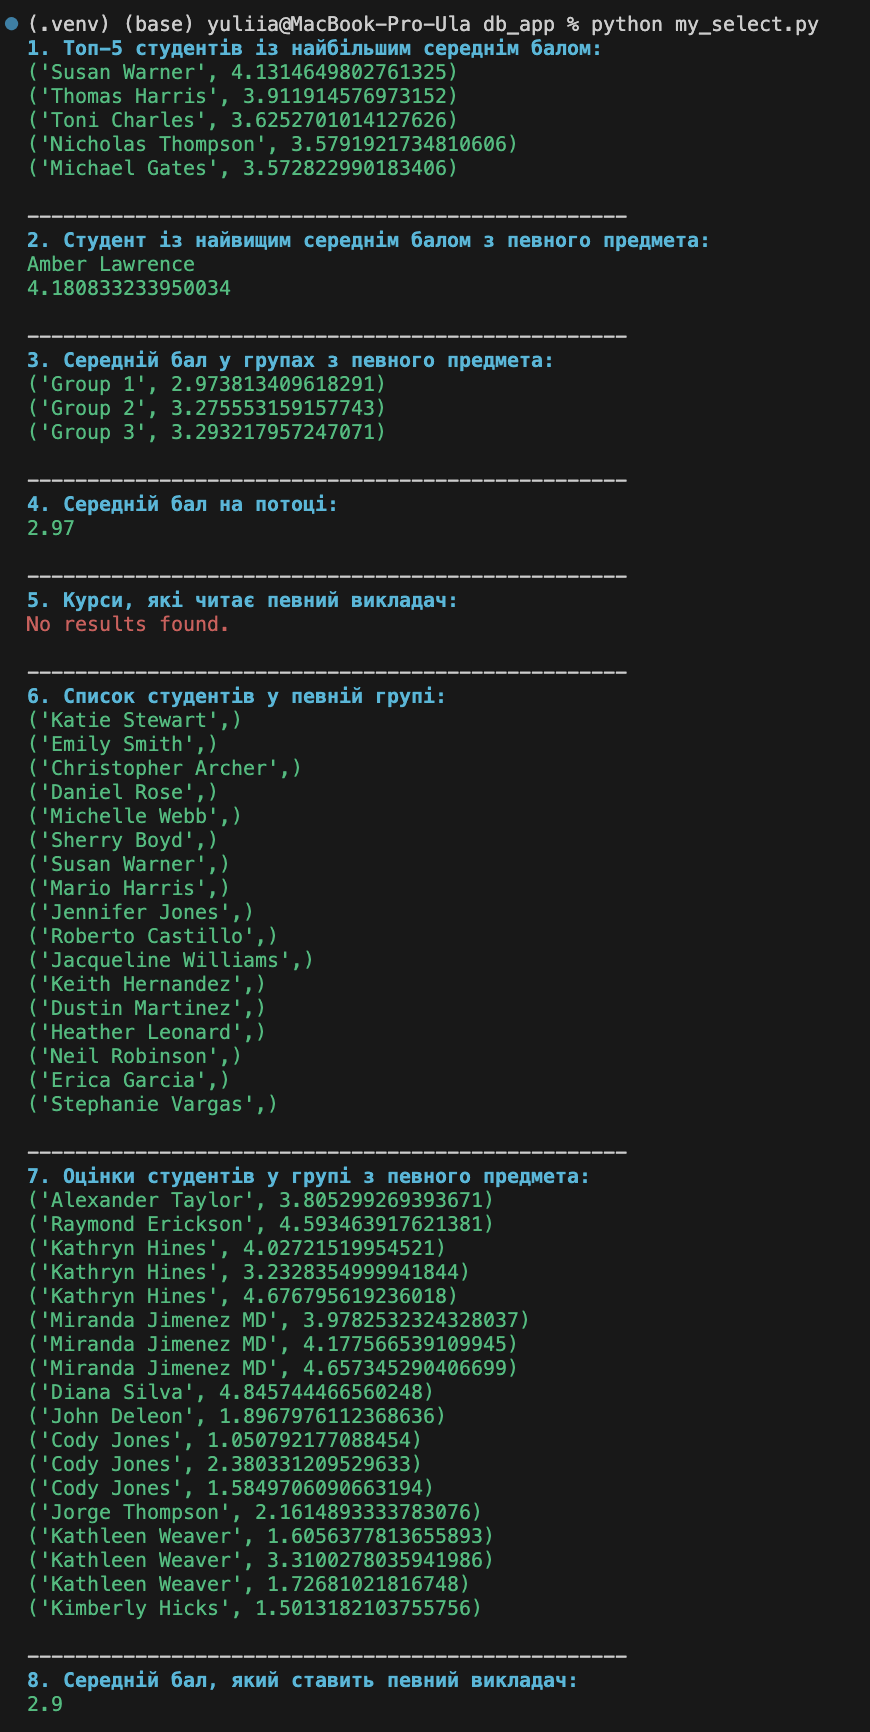 (.venv) (base) yuliia@MacBook-Pro-Ula db_app % python my_select.py
1. Топ-5 студентів із найбільшим середнім балом:
('Susan Warner', 4.1314649802761325)
('Thomas Harris', 3.911914576973152)
('Toni Charles', 3.6252701014127626)
('Nicholas Thompson', 3.5791921734810606)
('Michael Gates', 3.572822990183406)
__________________________________________________
2. Студент із найвищим середнім балом з певного предмета:
Amber Lawrence
4.180833233950034
__________________________________________________
3. Середній бал у групах з певного предмета:
('Group 1', 2.973813409618291)
('Group 2', 3.275553159157743)
('Group 3', 3.293217957247071)
__________________________________________________
4. Середній бал на потоці:
2.97
__________________________________________________
5. Курси, які читає певний викладач:
No results found.
__________________________________________________
6. Список студентів у певній групі:
('Katie Stewart',)
('Emily Smith',)
('Christopher Archer',)
('Daniel Rose',)
('Michelle Webb',)
('Sherry Boyd',)
('Susan Warner',)
('Mario Harris',)
('Jennifer Jones',)
('Roberto Castillo',)
('Jacqueline Williams',)
('Keith Hernandez',)
('Dustin Martinez',)
('Heather Leonard',)
('Neil Robinson',)
('Erica Garcia',)
('Stephanie Vargas',)
__________________________________________________
7. Оцінки студентів у групі з певного предмета:
('Alexander Taylor', 3.805299269393671)
('Raymond Erickson', 4.593463917621381)
('Kathryn Hines', 4.02721519954521)
('Kathryn Hines', 3.2328354999941844)
('Kathryn Hines', 4.676795619236018)
('Miranda Jimenez MD', 3.9782532324328037)
('Miranda Jimenez MD', 4.177566539109945)
('Miranda Jimenez MD', 4.657345290406699)
('Diana Silva', 4.845744466560248)
('John Deleon', 1.8967976112368636)
('Cody Jones', 1.050792177088454)
('Cody Jones', 2.380331209529633)
('Cody Jones', 1.5849706090663194)
('Jorge Thompson', 2.1614893333783076)
('Kathleen Weaver', 1.6056377813655893)
('Kathleen Weaver', 3.3100278035941986)
('Kathleen Weaver', 1.72681021816748)
('Kimberly Hicks', 1.5013182103755756)
__________________________________________________
8. Середній бал, який ставить певний викладач:
2.9